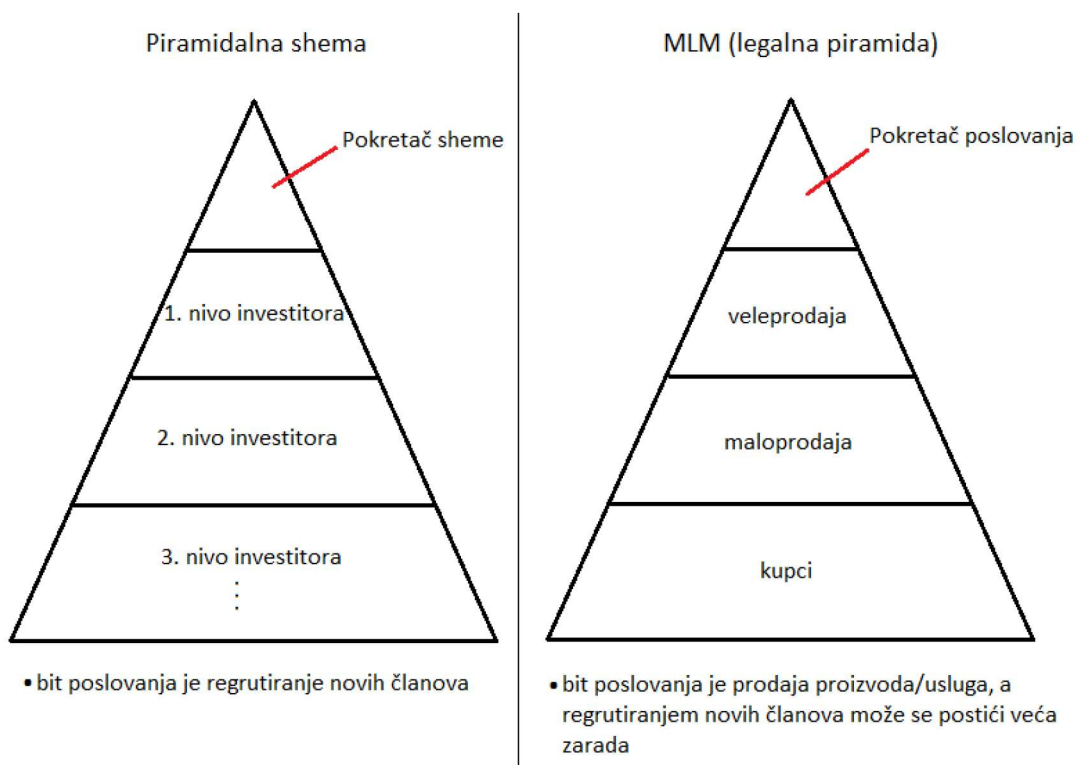 Piramidalna shema
Pokretač sheme
1. nivo investitora
2. nivo investitora
3. nivo investitora
⋮
• bit poslovanja je regrutiranje novih članova
MLM (legalna piramida)
Pokretač poslovanja
veleprodaja
maloprodaja
kupci
• bit poslovanja je prodaja proizvoda/usluga, a
regrutiranjem novih članova može se postići veća
zarada